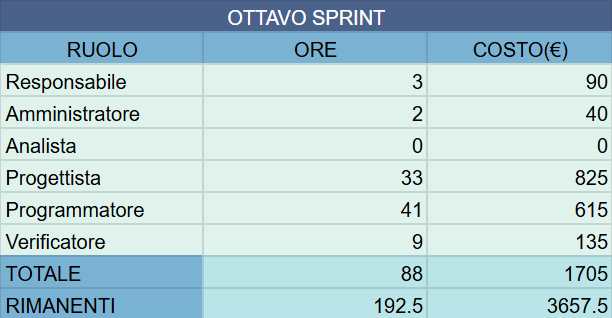 OTTAVO SPRINT
RUOLO ORE COSTO(€)
Responsabile 3 90
Amministratore 2 40
Analista 0 0
Progettista 33 825
Programmatore 41 615
Verificatore 9 135
TOTALE 88 1705
RIMANENTI 192.5 3657.5